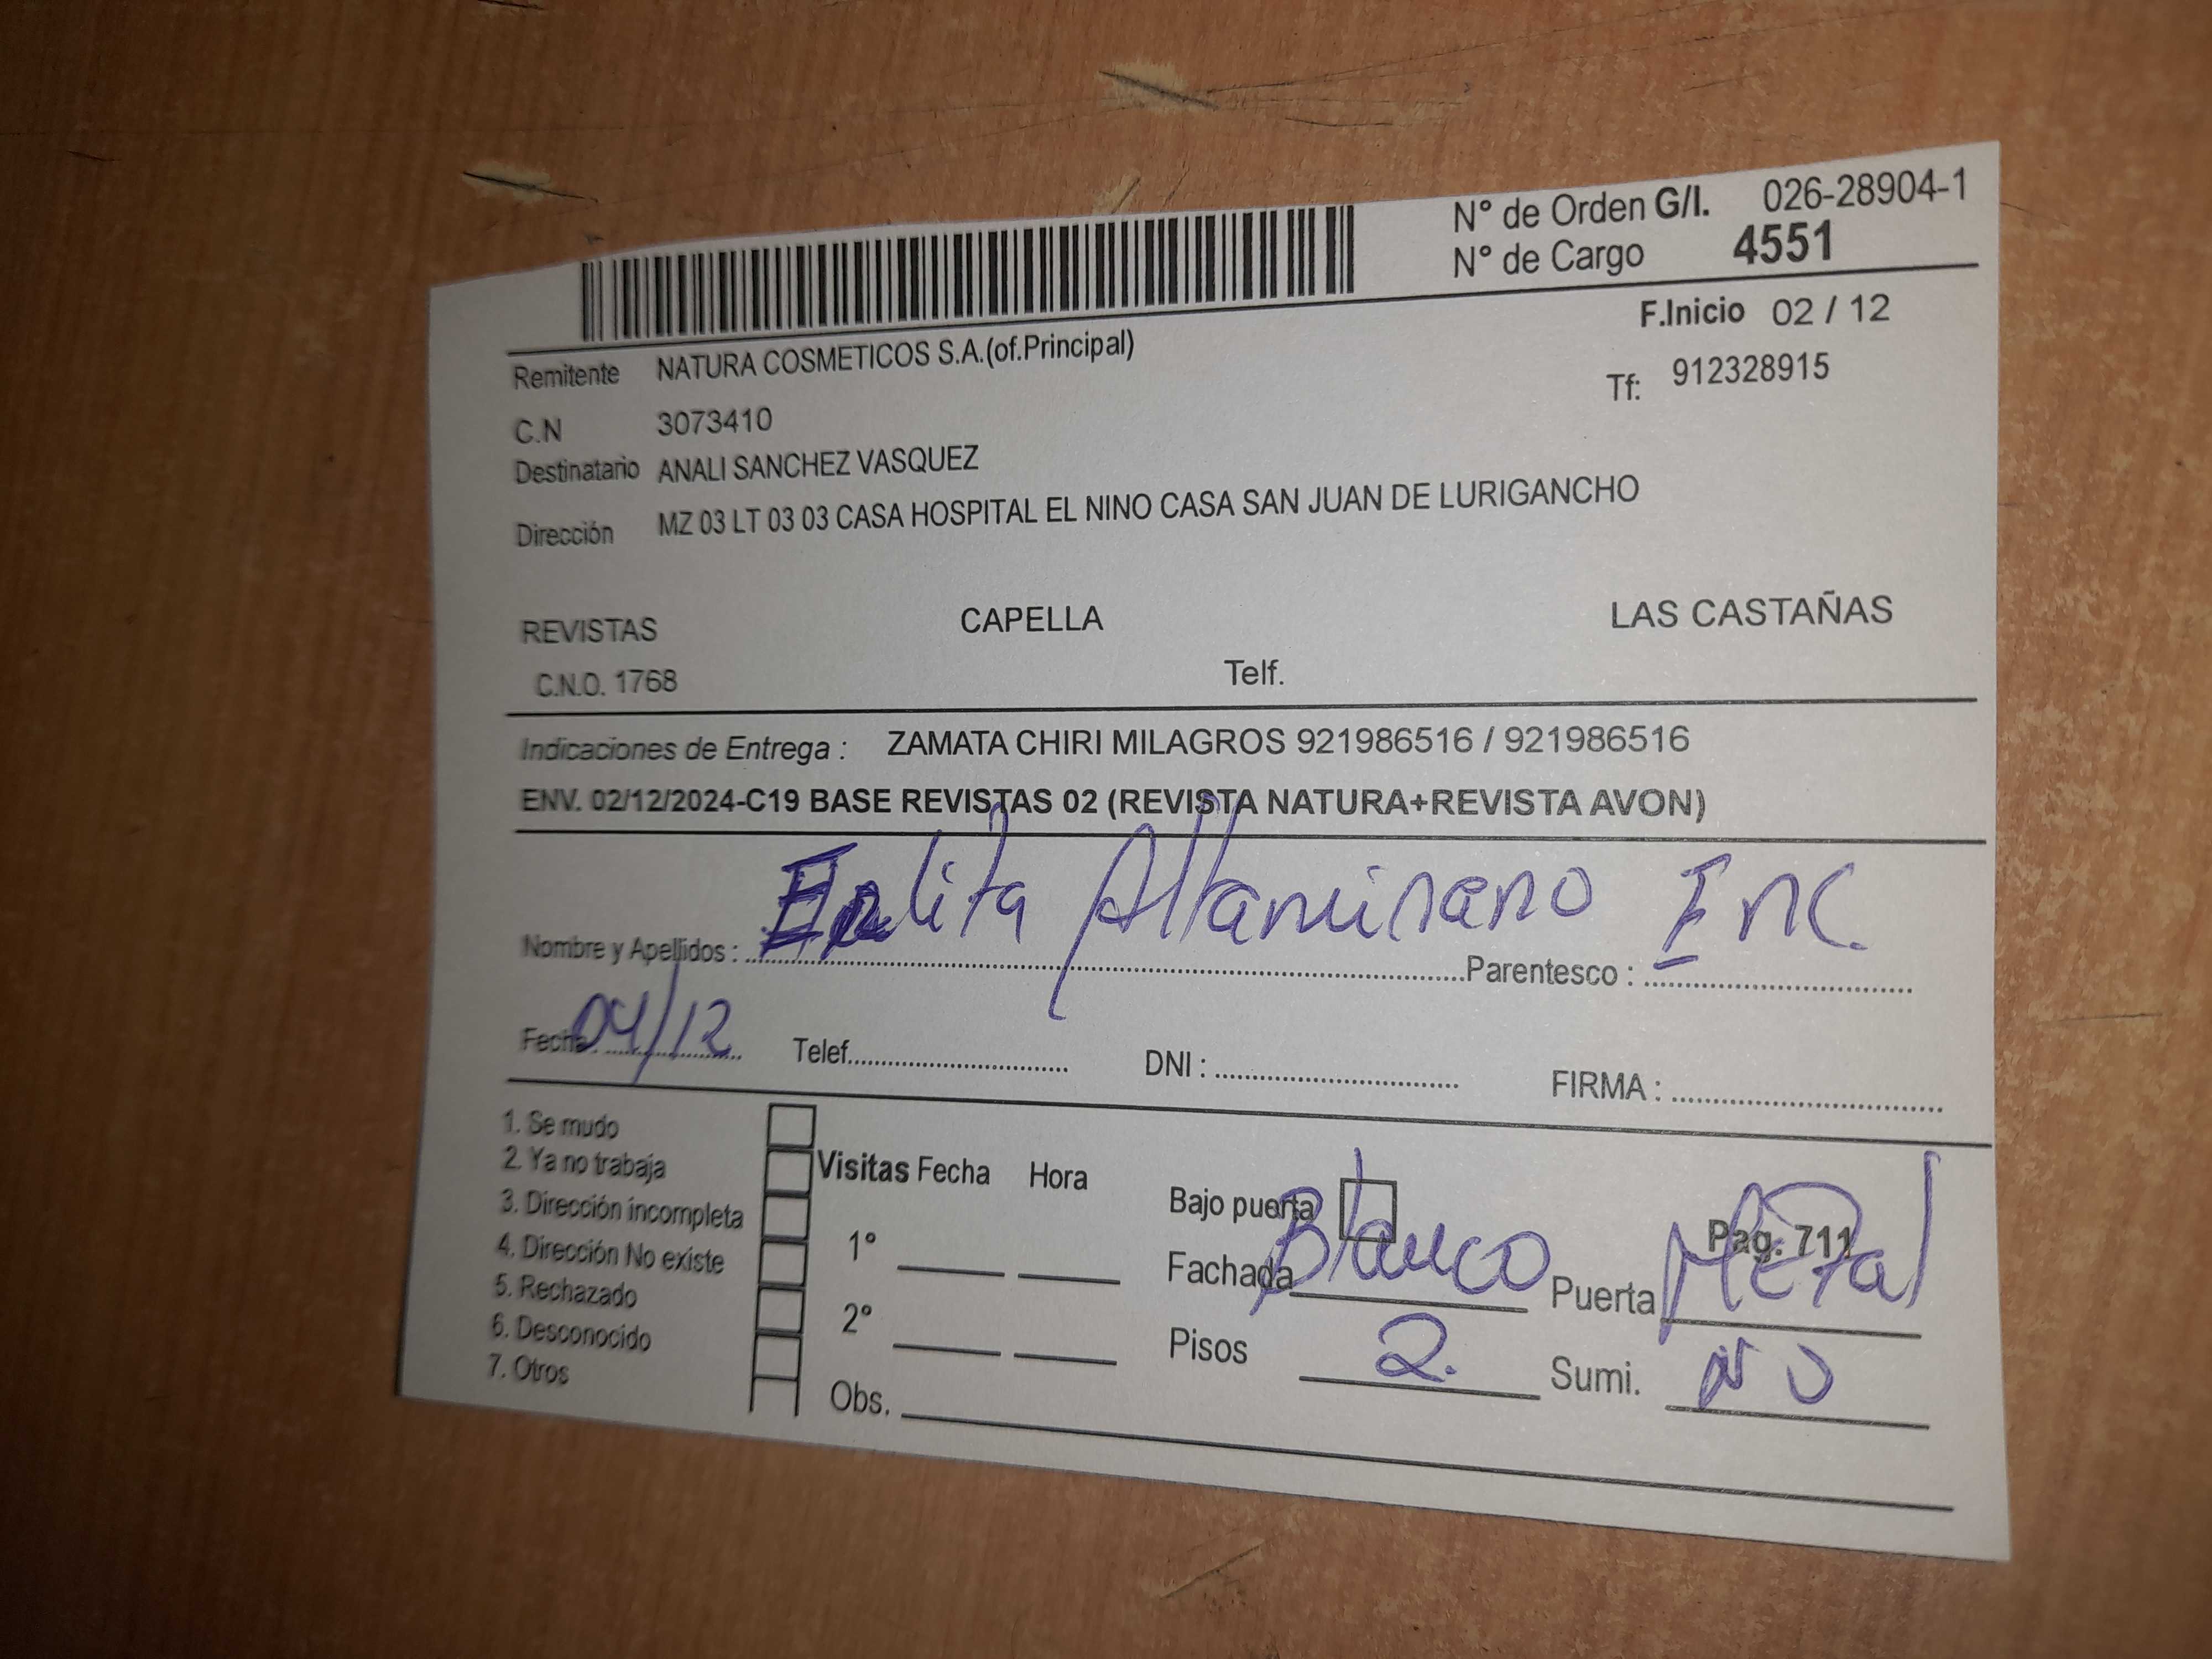 N° de Orden G/I. 026-28904-1
N° de Cargo 4551
F.Inicio 02 / 12
Remitente NATURA COSMETICOS S.A.(of.Principal)
Tf: 912328915
C.N 3073410
Destinatario ANALI SANCHEZ VASQUEZ
Dirección MZ 03 LT 03 03 CASA HOSPITAL EL NINO CASA SAN JUAN DE LURIGANCHO
REVISTAS CAPELLA LAS CASTAÑAS
C.N.O. 1768 Telf.
Indicaciones de Entrega : ZAMATA CHIRI MILAGROS 921986516 / 921986516
ENV. 02/12/2024-C19 BASE REVISTAS 02 (REVISTA NATURA+REVISTA AVON)
Nombre y Apellidos : Altamirano Parentesco : Inc.
Fecha : 04/12 Telef. DNI : FIRMA :
1. Se mudo
2. Ya no trabaja
3. Dirección incompleta
4. Dirección No existe
5. Rechazado
6. Desconocido
7. Otros
Visitas Fecha Hora
1°
2°
Obs.
Bajo puerta Pag. 711
Fachada Blanco Puerta Metal
Pisos 2. Sumi. NO